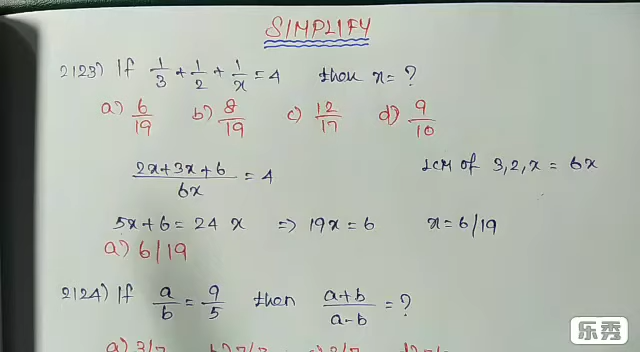 SIMPLIFY
2123) If 1/3 + 1/2 + 1/x = 4 then x = ?
a) 6/19 b) 8/19 c) 12/17 d) 9/10
2x+3x+6/6x = 4 LCM of 3,2,x = 6x
5x+6 = 24 x => 19x = 6 x = 6/19
a) 6/19
2124) If a/b = 9/5 then a+b/a-b = ?
乐秀